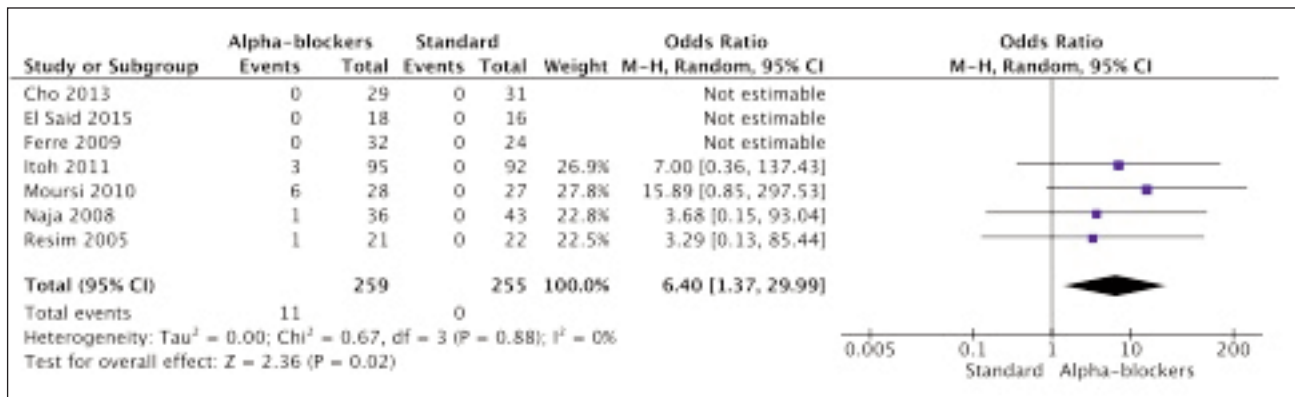 Alpha-blockers Standard Odds Ratio Odds Ratio
Study or Subgroup Events Total Events Total Weight M-H, Random, 95% CI M-H, Random, 95% CI
Cho 2013 0 29 0 31 Not estimable
El Said 2015 0 18 0 16 Not estimable
Ferre 2009 0 32 0 24 Not estimable
Itoh 2011 3 95 0 92 26.9% 7.00 [0.36, 137.43]
Moursi 2010 6 28 0 27 27.8% 15.89 [0.85, 297.53]
Naja 2008 1 36 0 43 22.8% 3.68 [0.15, 93.04]
Resim 2005 1 21 0 22 22.5% 3.29 [0.13, 85.44]
Total (95% CI) 259 255 100.0% 6.40 [1.37, 29.99]
Total events 11 0
Heterogeneity: Tau² = 0.00; Chi² = 0.67, df = 3 (P = 0.88); I² = 0%
Test for overall effect: Z = 2.36 (P = 0.02)
0.005 0.1 1 10 200
Standard Alpha-blockers